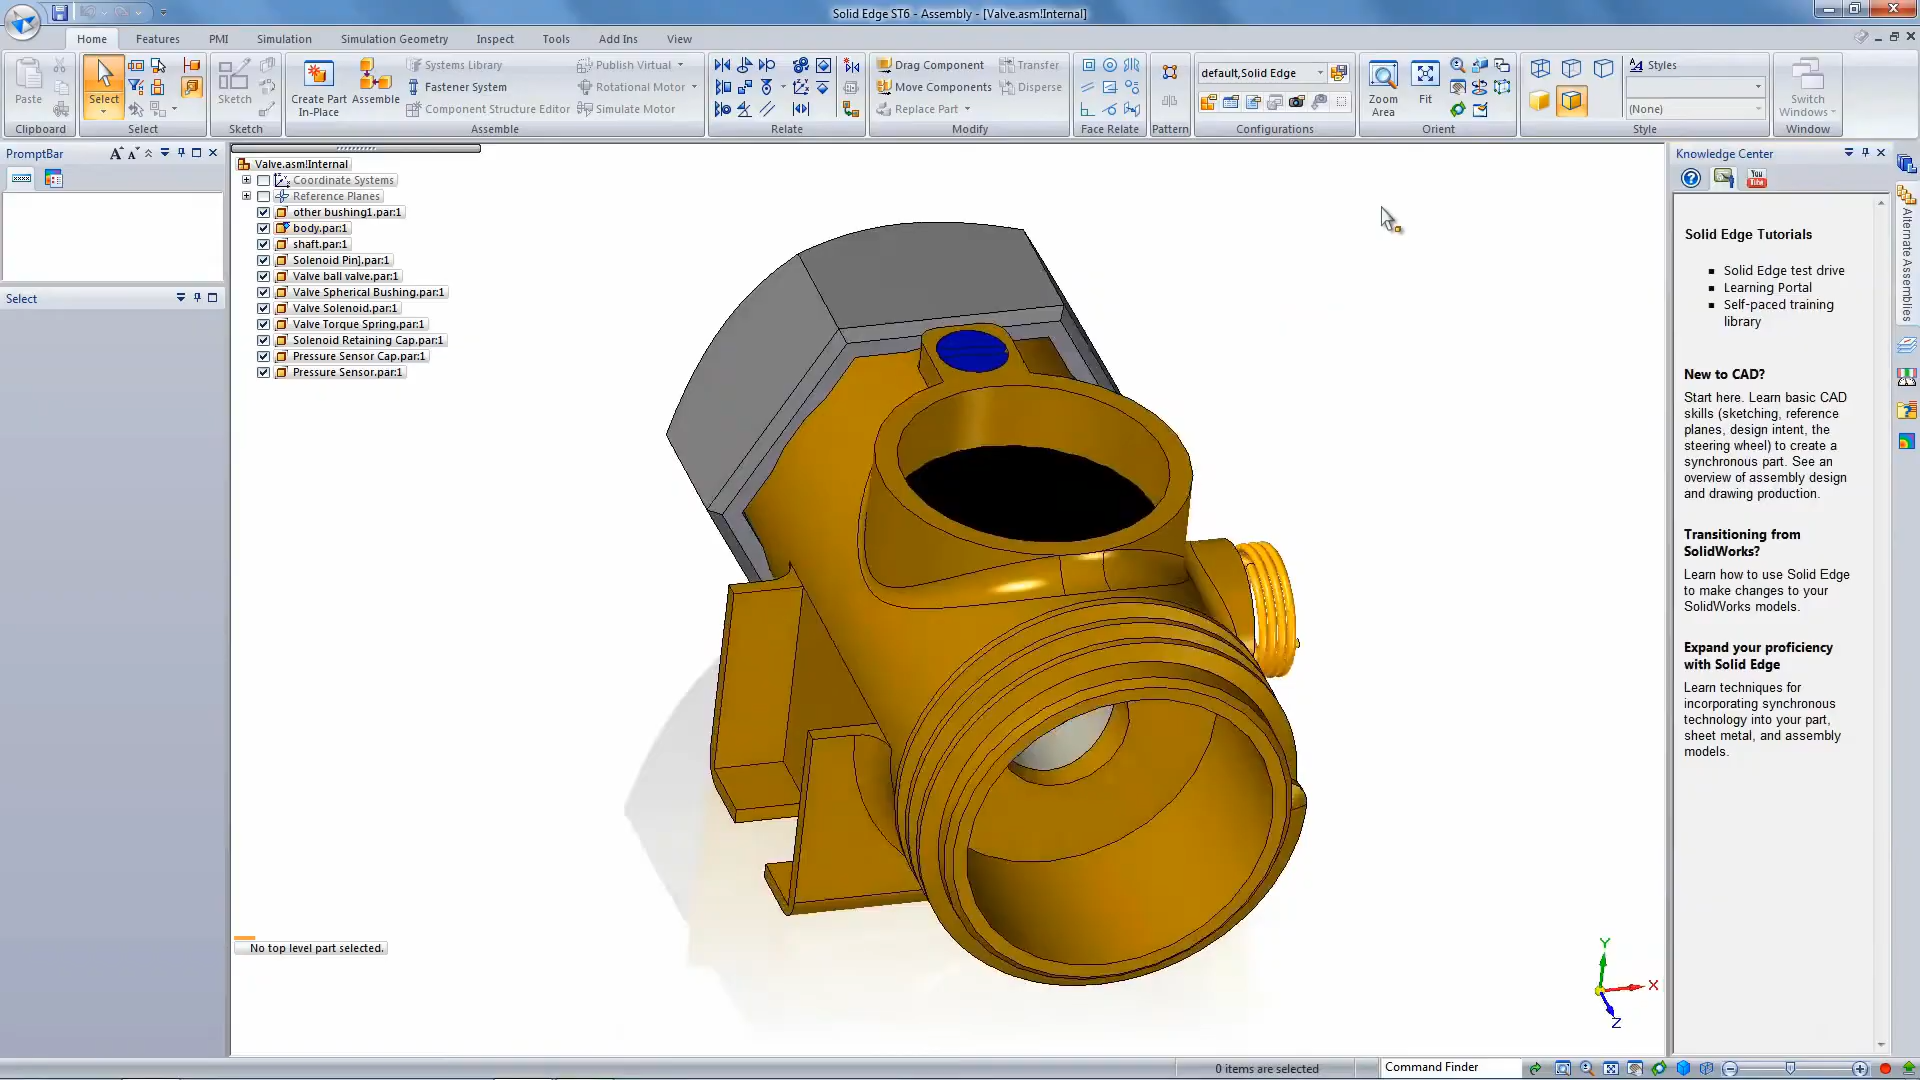 Solid Edge ST6 - Assembly - [Valve.asm!Internal]
Home
Features
PMI
Simulation
Simulation Geometry
Inspect
Tools
Add Ins
View
Paste
Clipboard
Select
Select
Sketch
Sketch
Create Part
In-Place
Assemble
Systems Library
Fastener System
Component Structure Editor
Publish Virtual
Rotational Motor
Simulate Motor
Assemble
Relate
Drag Component
Move Components
Replace Part
Transfer
Disperse
Modify
Face Relate
Pattern
default,Solid Edge
Configurations
Zoom
Area
Fit
Orient
Styles
(None)
Style
Switch
Windows
Window
PromptBar
Select
Valve.asm!Internal
Coordinate Systems
Reference Planes
other bushing1.par:1
body.par:1
shaft.par:1
Solenoid Pin].par:1
Valve ball valve.par:1
Valve Spherical Bushing.par:1
Valve Solenoid.par:1
Valve Torque Spring.par:1
Solenoid Retaining Cap.par:1
Pressure Sensor Cap.par:1
Pressure Sensor.par:1
No top level part selected.
Y
X
Z
Knowledge Center
You
Tube
Solid Edge Tutorials
Solid Edge test drive
Learning Portal
Self-paced training
library
New to CAD?
Start here. Learn basic CAD
skills (sketching, reference
planes, design intent, the
steering wheel) to create a
synchronous part. See an
overview of assembly design
and drawing production.
Transitioning from
SolidWorks?
Learn how to use Solid Edge
to make changes to your
SolidWorks models.
Expand your proficiency
with Solid Edge
Learn techniques for
incorporating synchronous
technology into your part,
sheet metal, and assembly
models.
Alternate Assemblies
0 items are selected
Command Finder